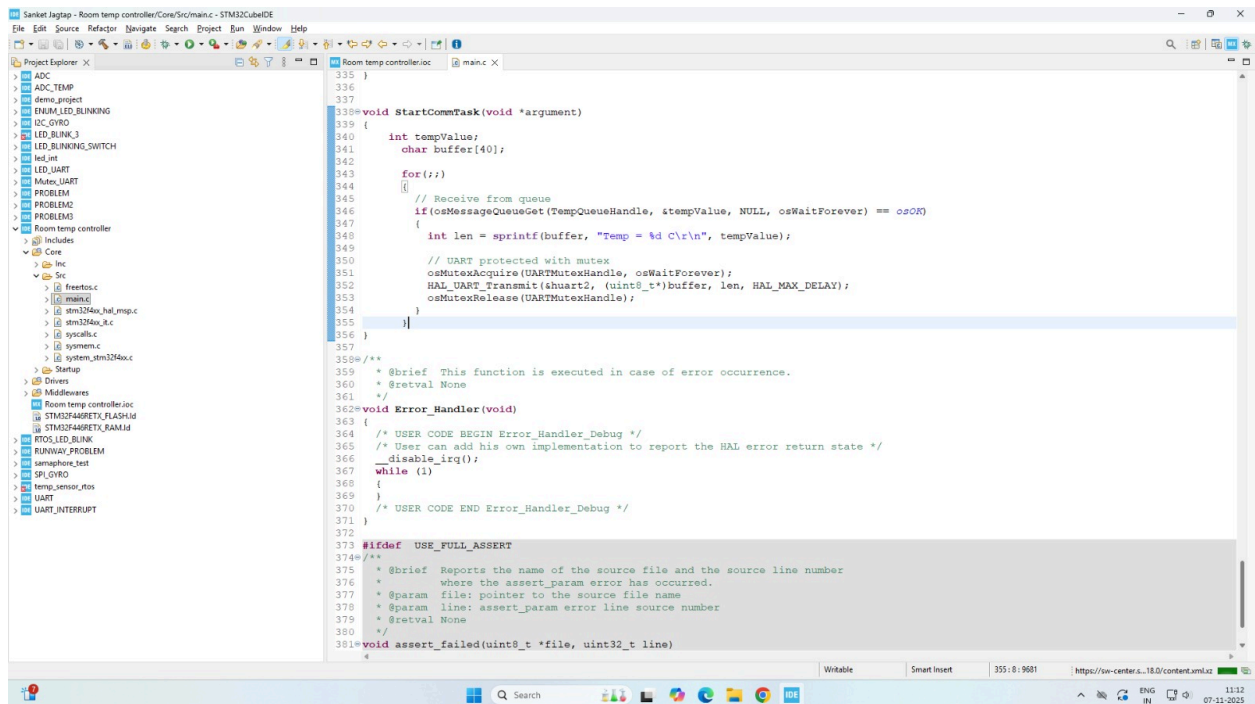 Sanket Jagtap - Room temp controller/Core/Src/main.c - STM32CubeIDE
File Edit Source Refactor Navigate Search Project Run Window Help
Project Explorer
ADC
ADC_TEMP
demo_project
ENUM_LED_BLINKING
I2C_GYRO
LED_BLINK_3
LED_BLINKING_SWITCH
led_int
LED_UART
Mutex_UART
PROBLEM
PROBLEM2
PROBLEM3
Room temp controller
Includes
Core
Inc
Src
freertos.c
main.c
stm32f4xx_hal_msp.c
stm32f4xx_it.c
syscalls.c
sysmem.c
system_stm32f4xx.c
Startup
Drivers
Middlewares
Room temp controller.ioc
STM32F446RETX_FLASH.ld
STM32F446RETX_RAM.ld
RTOS_LED_BLINK
RUNWAY_PROBLEM
samaphore_test
SPI_GYRO
temp_sensor_rtos
UART
UART_INTERRUPT
Room temp controller.ioc main.c
335 }
336
337
338 void StartCommTask(void *argument)
339 {
340 int tempValue;
341 char buffer[40];
342
343 for(;;)
344 {
345 // Receive from queue
346 if(osMessageQueueGet(TempQueueHandle, &tempValue, NULL, osWaitForever) == osOK)
347 {
348 int len = sprintf(buffer, "Temp = %d C\r\n", tempValue);
349
350 // UART protected with mutex
351 osMutexAcquire(UARTMutexHandle, osWaitForever);
352 HAL_UART_Transmit(&huart2, (uint8_t*)buffer, len, HAL_MAX_DELAY);
353 osMutexRelease(UARTMutexHandle);
354 }
355 }
356 }
357
358 /**
359 * @brief This function is executed in case of error occurrence.
360 * @retval None
361 */
362 void Error_Handler(void)
363 {
364 /* USER CODE BEGIN Error_Handler_Debug */
365 /* User can add his own implementation to report the HAL error return state */
366 __disable_irq();
367 while (1)
368 {
369 }
370 /* USER CODE END Error_Handler_Debug */
371 }
372
373 #ifdef USE_FULL_ASSERT
374 /**
375 * @brief Reports the name of the source file and the source line number
376 * where the assert_param error has occurred.
377 * @param file: pointer to the source file name
378 * @param line: assert_param error line source number
379 * @retval None
380 */
381 void assert_failed(uint8_t *file, uint32_t line)
Writable Smart Insert 355 : 8 : 9681 https://sw-center.s...18.0/content.xml.xz
9 Search IDE ENG 11:12
IN 07-11-2025